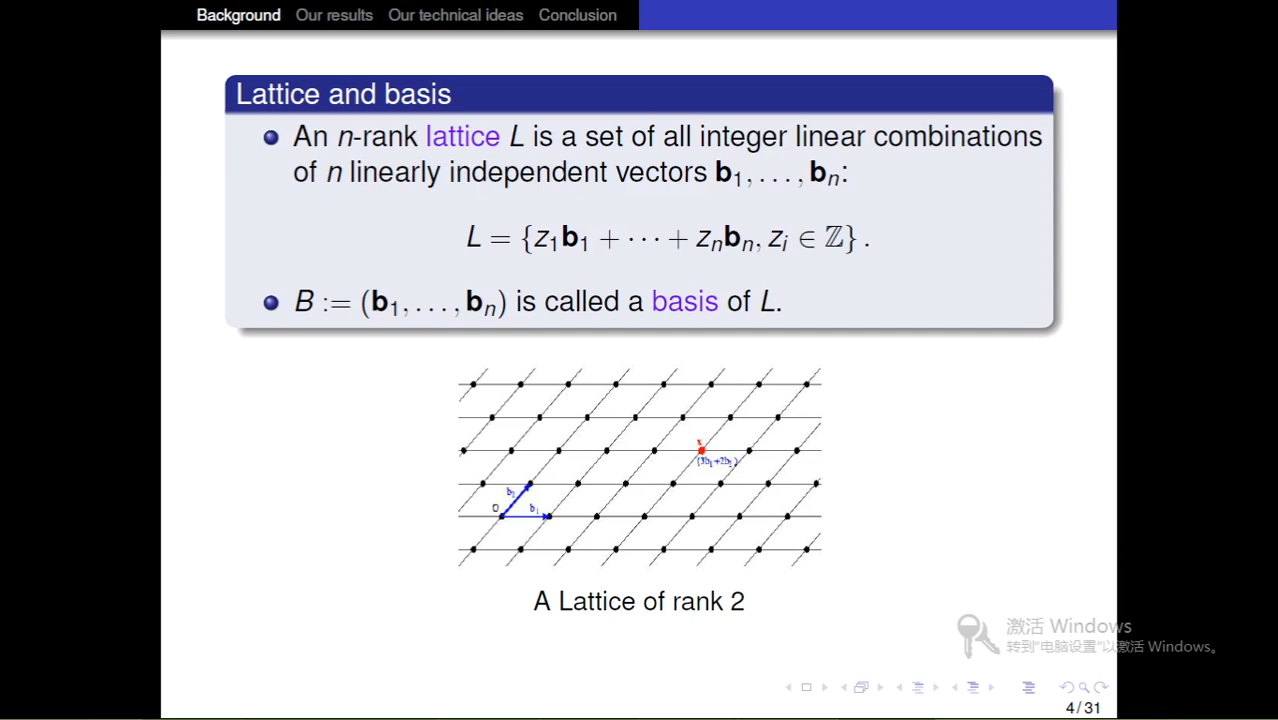 Background Our results Our technical ideas Conclusion
Lattice and basis
An n-rank lattice L is a set of all integer linear combinations
of n linearly independent vectors b₁, . . . , bₙ:
L = {z₁b₁ + · · · + zₙbₙ, zᵢ ∈ ℤ} .
B := (b₁, . . . , bₙ) is called a basis of L.
x
(3b₁+2b₂)
b₂
O
b₁
A Lattice of rank 2
激活 Windows
转到“电脑设置”以激活 Windows。
4 / 31